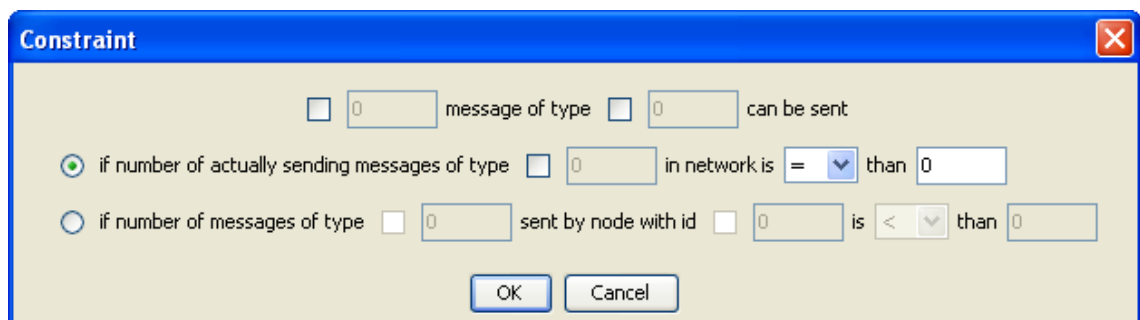 Constraint
0 message of type 0 can be sent
if number of actually sending messages of type 0 in network is = than 0
if number of messages of type 0 sent by node with id 0 is < than 0
OK Cancel